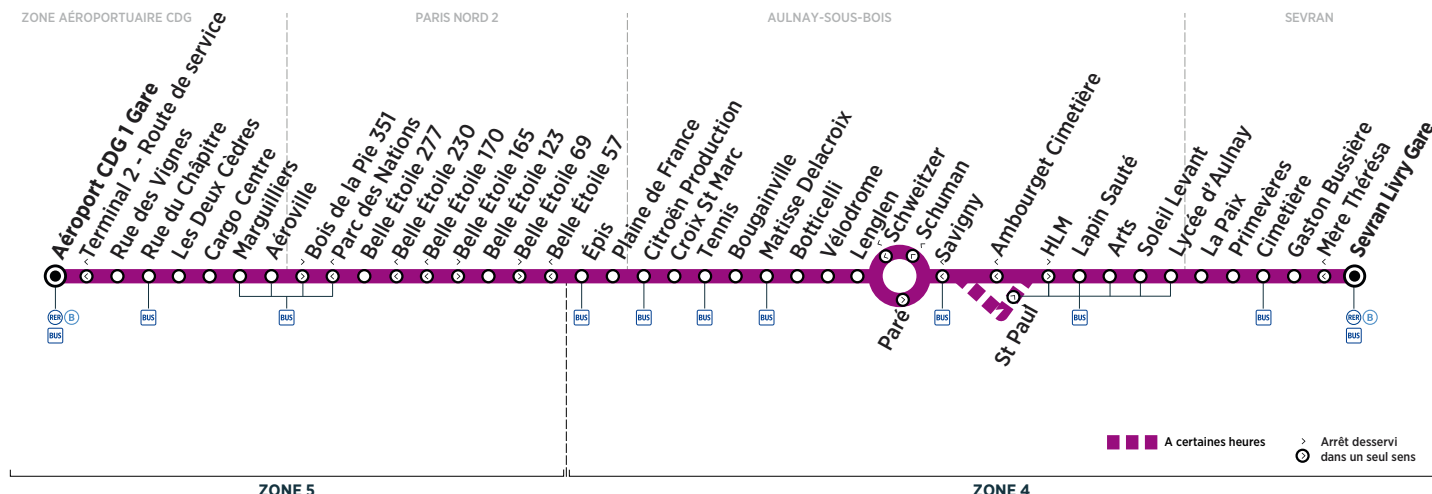 ZONE AÉROPORTUAIRE CDG
PARIS NORD 2
AULNAY-SOUS-BOIS
SEVRAN
Aéroport CDG 1 Gare
Terminal 2 - Route de service
Rue des Vignes
Rue du Châpitre
Les Deux Cèdres
Cargo Centre
Marguilliers
Aéroville
Bois de la Pie 351
Parc des Nations
Belle Étoile 277
Belle Étoile 230
Belle Étoile 170
Belle Étoile 165
Belle Étoile 123
Belle Étoile 69
Belle Étoile 57
Épis
Plaine de France
Citroën Production
Croix St Marc
Tennis
Bougainville
Matisse Delacroix
Botticelli
Vélodrome
Lenglen
Schweitzer
Schuman
Paré
Savigny
Ambourget Cimetière
St Paul
HLM
Lapin Sauté
Arts
Soleil Levant
Lycée d'Aulnay
La Paix
Primevères
Cimetière
Gaston Bussière
Mère Thérésa
Sevran Livry Gare
RER B
BUS
BUS
BUS
BUS
BUS
BUS
BUS
BUS
BUS
BUS
RER B
BUS
A certaines heures
Arrêt desservi
dans un seul sens
ZONE 5
ZONE 4